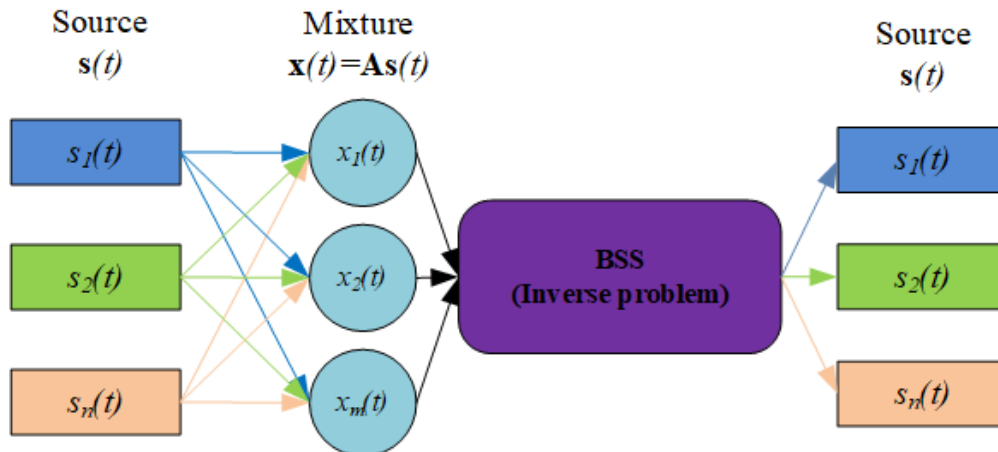 Source
s(t)
Mixture
x(t)=As(t)
Source
s(t)
s1(t)
x1(t)
s1(t)
s2(t)
x2(t)
BSS
(Inverse problem)
s2(t)
sn(t)
xm(t)
sn(t)